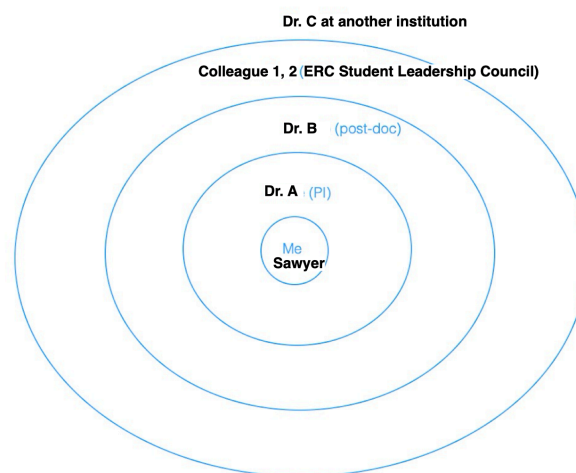 Dr. C at another institution
Colleague 1, 2 (ERC Student Leadership Council)
Dr. B (post-doc)
Dr. A (PI)
Me
Sawyer